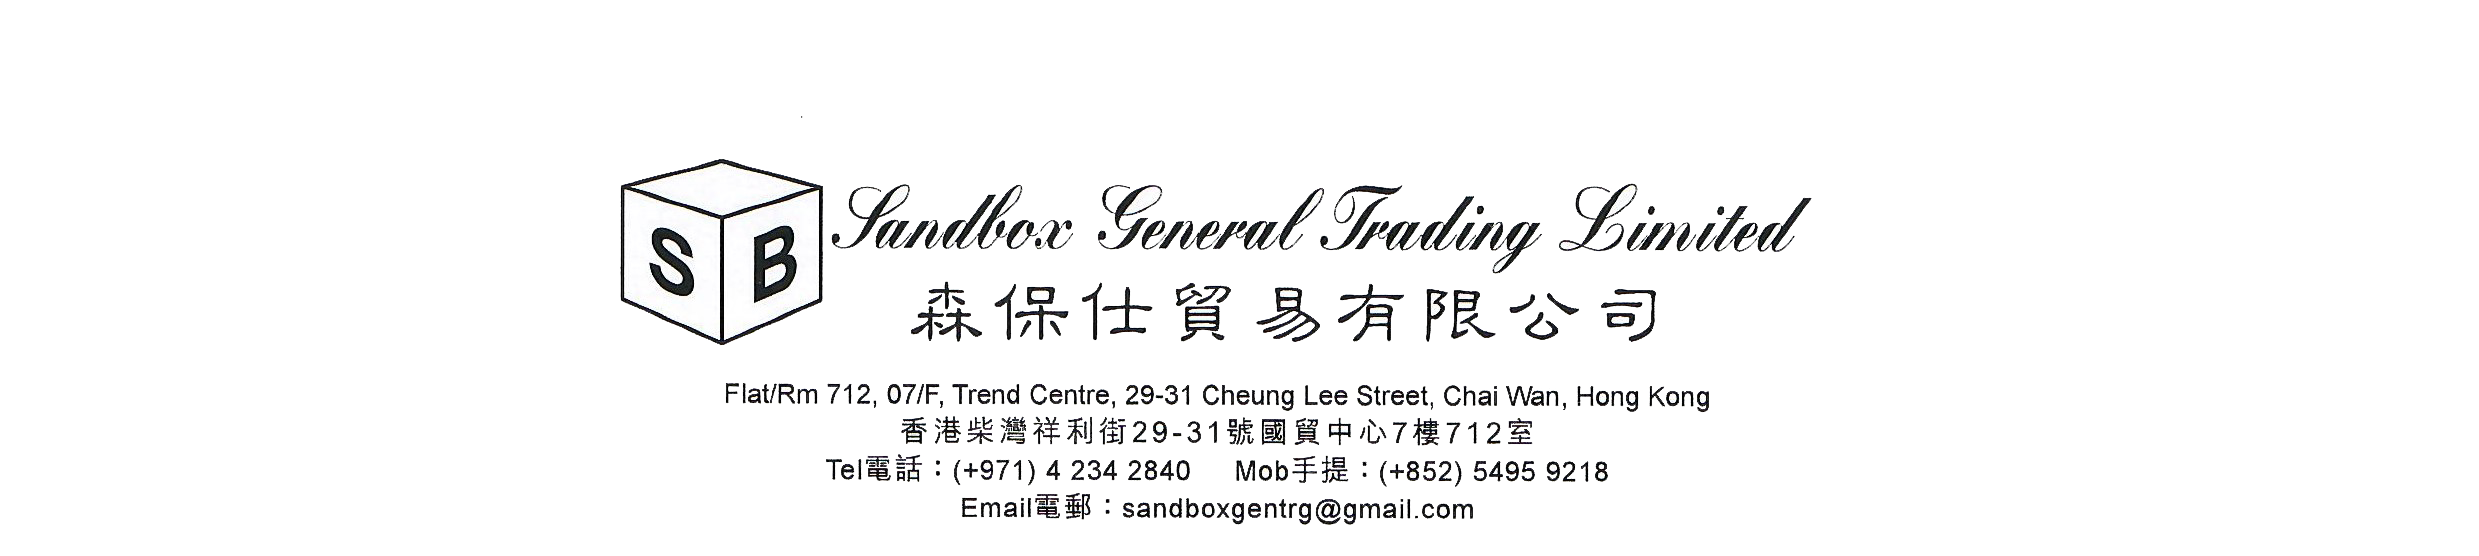 SB
Sandbox General Trading Limited
森保仕貿易有限公司
Flat/Rm 712, 07/F, Trend Centre, 29-31 Cheung Lee Street, Chai Wan, Hong Kong
香港柴灣祥利街29-31號國貿中心7樓712室
Tel電話：(+971) 4 234 2840 Mob手提：(+852) 5495 9218
Email電郵：sandboxgentrg@gmail.com